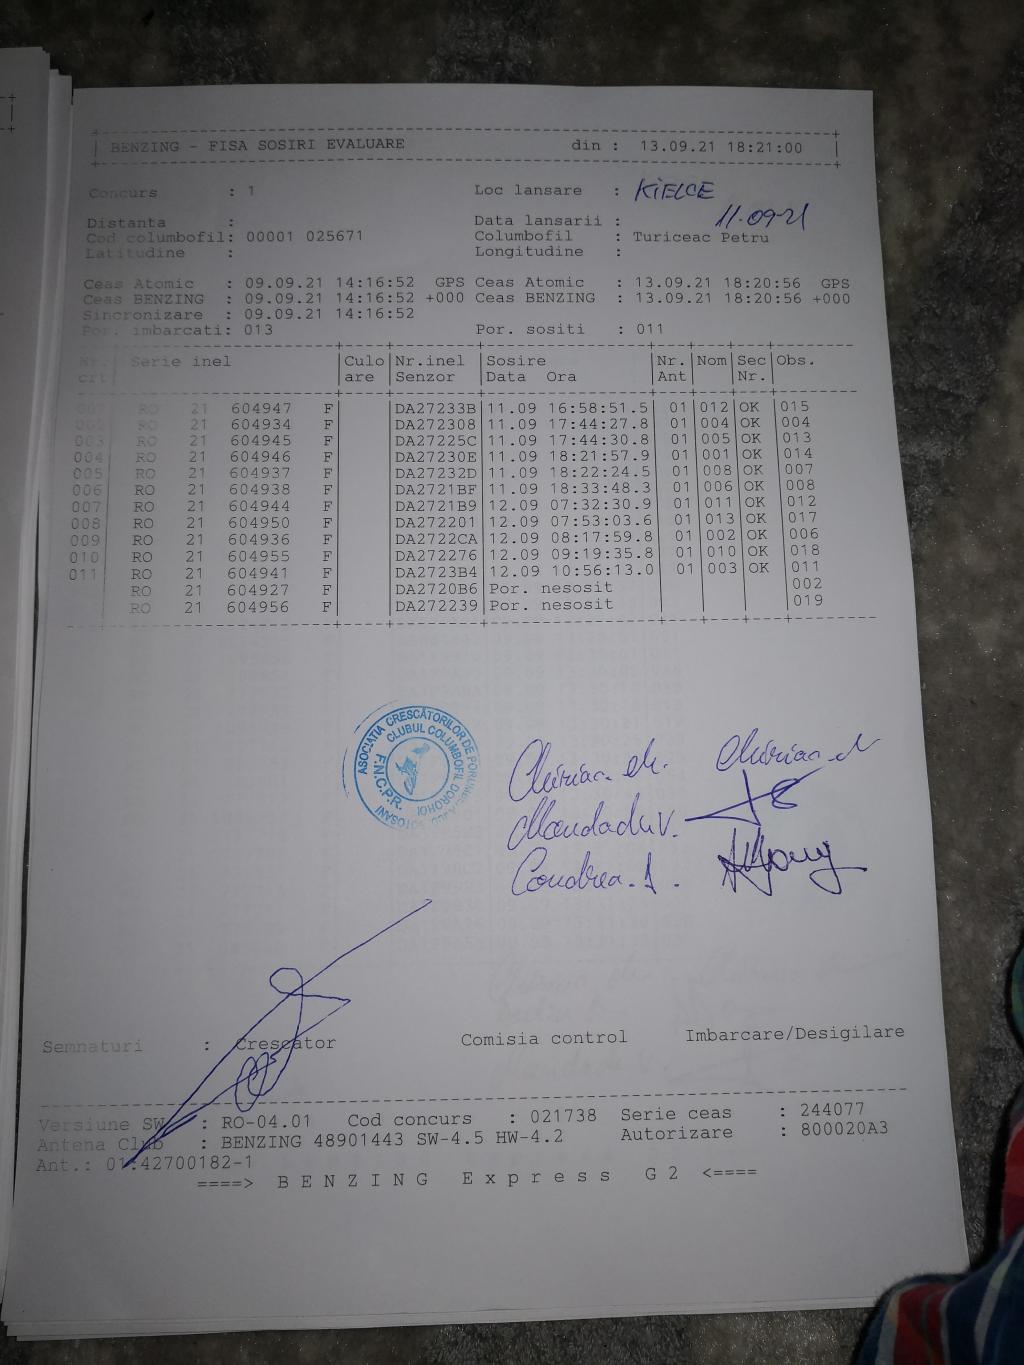 BENZING - FISA SOSIRI EVALUARE din : 13.09.21 18:21:00
Concurs : 1 Loc lansare : KIELCE
Distanta : Data lansarii : 11.09.21
Cod columbofil: 00001 025671 Columbofil : Turiceac Petru
Latitudine : Longitudine :
Ceas Atomic : 09.09.21 14:16:52 GPS Ceas Atomic : 13.09.21 18:20:56 GPS
Ceas BENZING : 09.09.21 14:16:52 +000 Ceas BENZING : 13.09.21 18:20:56 +000
Sincronizare : 09.09.21 14:16:52
Por. imbarcati: 013 Por. sositi : 011
Nr. Serie inel Culo Nr.inel Sosire Nr. Nom Sec Obs.
crt are Senzor Data Ora Ant Nr.
001 RO 21 604947 F DA27233B 11.09 16:58:51.5 01 012 OK 015
002 RO 21 604934 F DA272308 11.09 17:44:27.8 01 004 OK 004
003 RO 21 604945 F DA27225C 11.09 17:44:30.8 01 005 OK 013
004 RO 21 604946 F DA27230E 11.09 18:21:57.9 01 001 OK 014
005 RO 21 604937 F DA27232D 11.09 18:22:24.5 01 008 OK 007
006 RO 21 604938 F DA2721BF 11.09 18:33:48.3 01 006 OK 008
007 RO 21 604944 F DA2721B9 12.09 07:32:30.9 01 011 OK 012
008 RO 21 604950 F DA272201 12.09 07:53:03.6 01 013 OK 017
009 RO 21 604936 F DA2722CA 12.09 08:17:59.8 01 002 OK 006
010 RO 21 604955 F DA272276 12.09 09:19:35.8 01 010 OK 018
011 RO 21 604941 F DA2723B4 12.09 10:56:13.0 01 003 OK 011
RO 21 604927 F DA2720B6 Por. nesosit 002
RO 21 604956 F DA272239 Por. nesosit 019
ASOCIAȚIA CRESCĂTORILOR DE PORUMBEI
CLUBUL COLUMBOFIL DOROHOI
F.N.C.P.R.
Condrea. I.
Semnaturi : Crescator Comisia control Imbarcare/Desigilare
Versiune SW : RO-04.01 Cod concurs : 021738 Serie ceas : 244077
Antena Club : BENZING 48901443 SW-4.5 HW-4.2 Autorizare : 800020A3
Ant.: 01:42700182-1
====> BENZING Express G2 <====